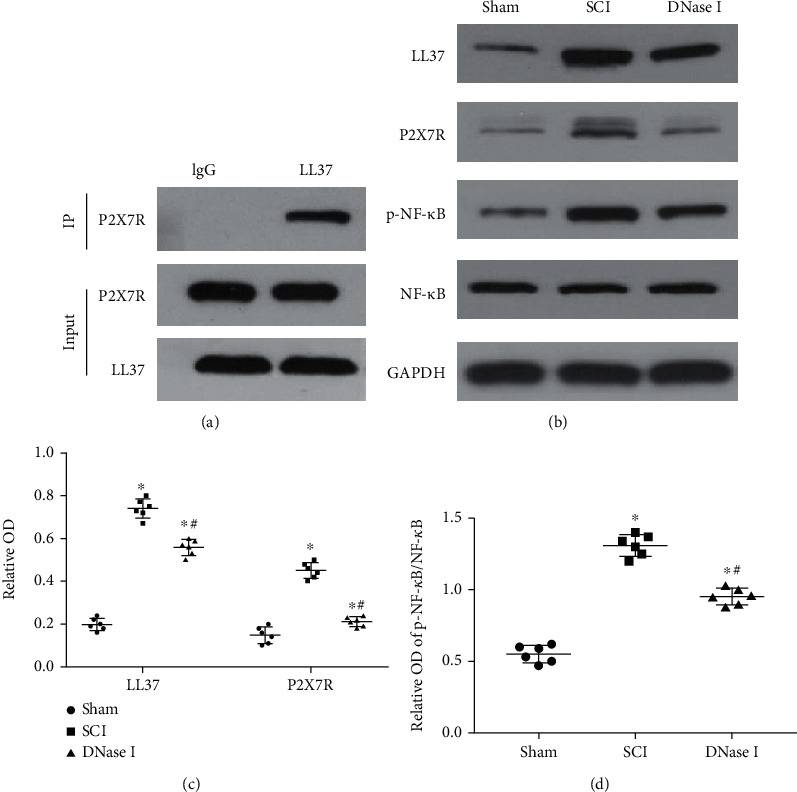 IgG LL37
IP P2X7R
Input P2X7R
LL37
(a)
Sham SCI DNase I
LL37
P2X7R
p-NF-κB
NF-κB
GAPDH
(b)
Relative OD
1.0
0.8
0.6
0.4
0.2
0.0
*
*#
*
*#
LL37 P2X7R
Sham
SCI
DNase I
(c)
Relative OD of p-NF-κB/NF-κB
1.5
1.0
0.5
0.0
*
*#
Sham SCI DNase I
(d)